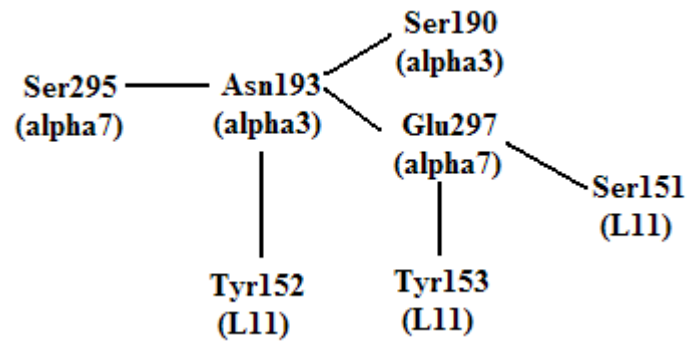 Ser190
(alpha3)
Ser295
(alpha7)
Asn193
(alpha3)
Glu297
(alpha7)
Ser151
(L11)
Tyr152
(L11)
Tyr153
(L11)